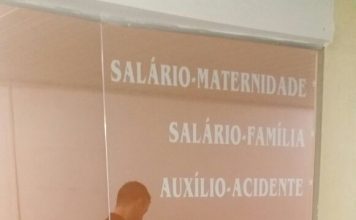 SALÁRIO-MATERNIDADE
SALÁRIO-FAMÍLIA
AUXÍLIO-ACIDENTE